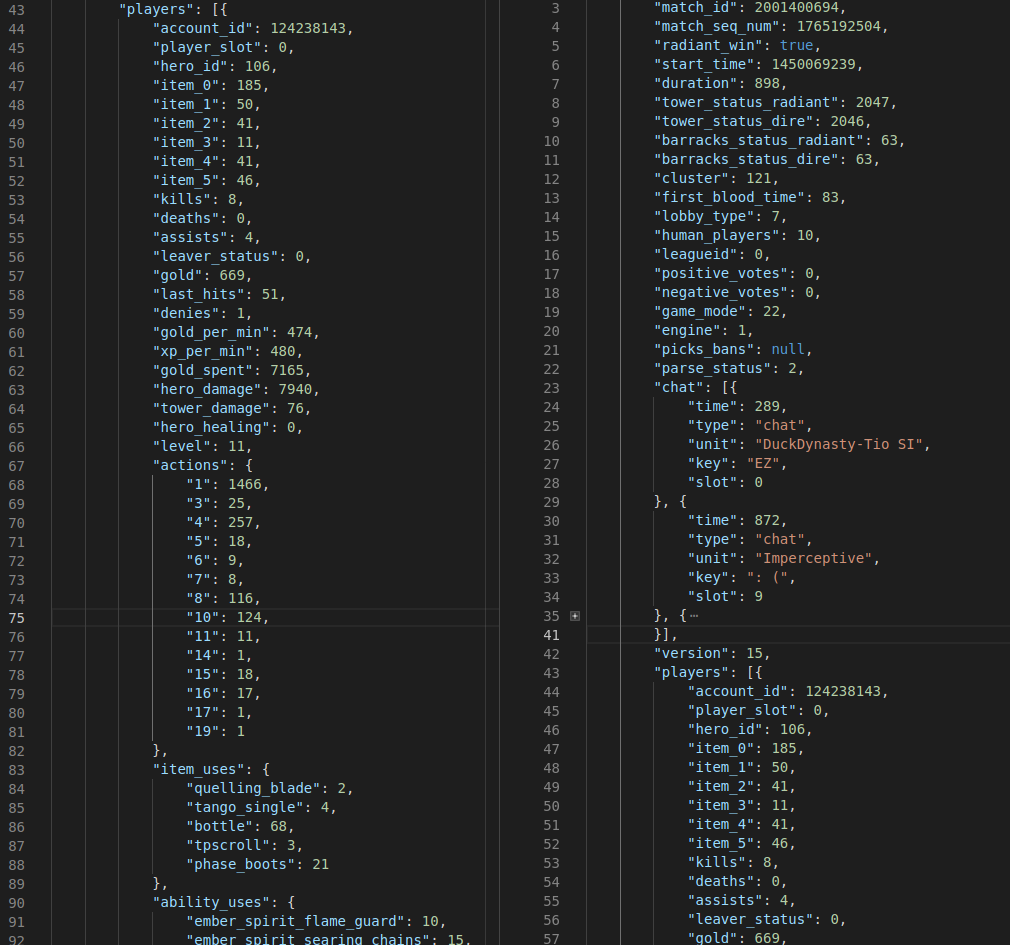 43 "players": [{
44 "account_id": 124238143,
45 "player_slot": 0,
46 "hero_id": 106,
47 "item_0": 185,
48 "item_1": 50,
49 "item_2": 41,
50 "item_3": 11,
51 "item_4": 41,
52 "item_5": 46,
53 "kills": 8,
54 "deaths": 0,
55 "assists": 4,
56 "leaver_status": 0,
57 "gold": 669,
58 "last_hits": 51,
59 "denies": 1,
60 "gold_per_min": 474,
61 "xp_per_min": 480,
62 "gold_spent": 7165,
63 "hero_damage": 7940,
64 "tower_damage": 76,
65 "hero_healing": 0,
66 "level": 11,
67 "actions": {
68 "1": 1466,
69 "3": 25,
70 "4": 257,
71 "5": 18,
72 "6": 9,
73 "7": 8,
74 "8": 116,
75 "10": 124,
76 "11": 11,
77 "14": 1,
78 "15": 18,
79 "16": 17,
80 "17": 1,
81 "19": 1
82 },
83 "item_uses": {
84 "quelling_blade": 2,
85 "tango_single": 4,
86 "bottle": 68,
87 "tpscroll": 3,
88 "phase_boots": 21
89 },
90 "ability_uses": {
91 "ember_spirit_flame_guard": 10,
92 "ember_spirit_searing_chains": 15,
3 "match_id": 2001400694,
4 "match_seq_num": 1765192504,
5 "radiant_win": true,
6 "start_time": 1450069239,
7 "duration": 898,
8 "tower_status_radiant": 2047,
9 "tower_status_dire": 2046,
10 "barracks_status_radiant": 63,
11 "barracks_status_dire": 63,
12 "cluster": 121,
13 "first_blood_time": 83,
14 "lobby_type": 7,
15 "human_players": 10,
16 "leagueid": 0,
17 "positive_votes": 0,
18 "negative_votes": 0,
19 "game_mode": 22,
20 "engine": 1,
21 "picks_bans": null,
22 "parse_status": 2,
23 "chat": [{
24 "time": 289,
25 "type": "chat",
26 "unit": "DuckDynasty-Tio SI",
27 "key": "EZ",
28 "slot": 0
29 }, {
30 "time": 872,
31 "type": "chat",
32 "unit": "Imperceptive",
33 "key": ": (",
34 "slot": 9
35 }, {⋯
41 }],
42 "version": 15,
43 "players": [{
44 "account_id": 124238143,
45 "player_slot": 0,
46 "hero_id": 106,
47 "item_0": 185,
48 "item_1": 50,
49 "item_2": 41,
50 "item_3": 11,
51 "item_4": 41,
52 "item_5": 46,
53 "kills": 8,
54 "deaths": 0,
55 "assists": 4,
56 "leaver_status": 0,
57 "gold": 669,